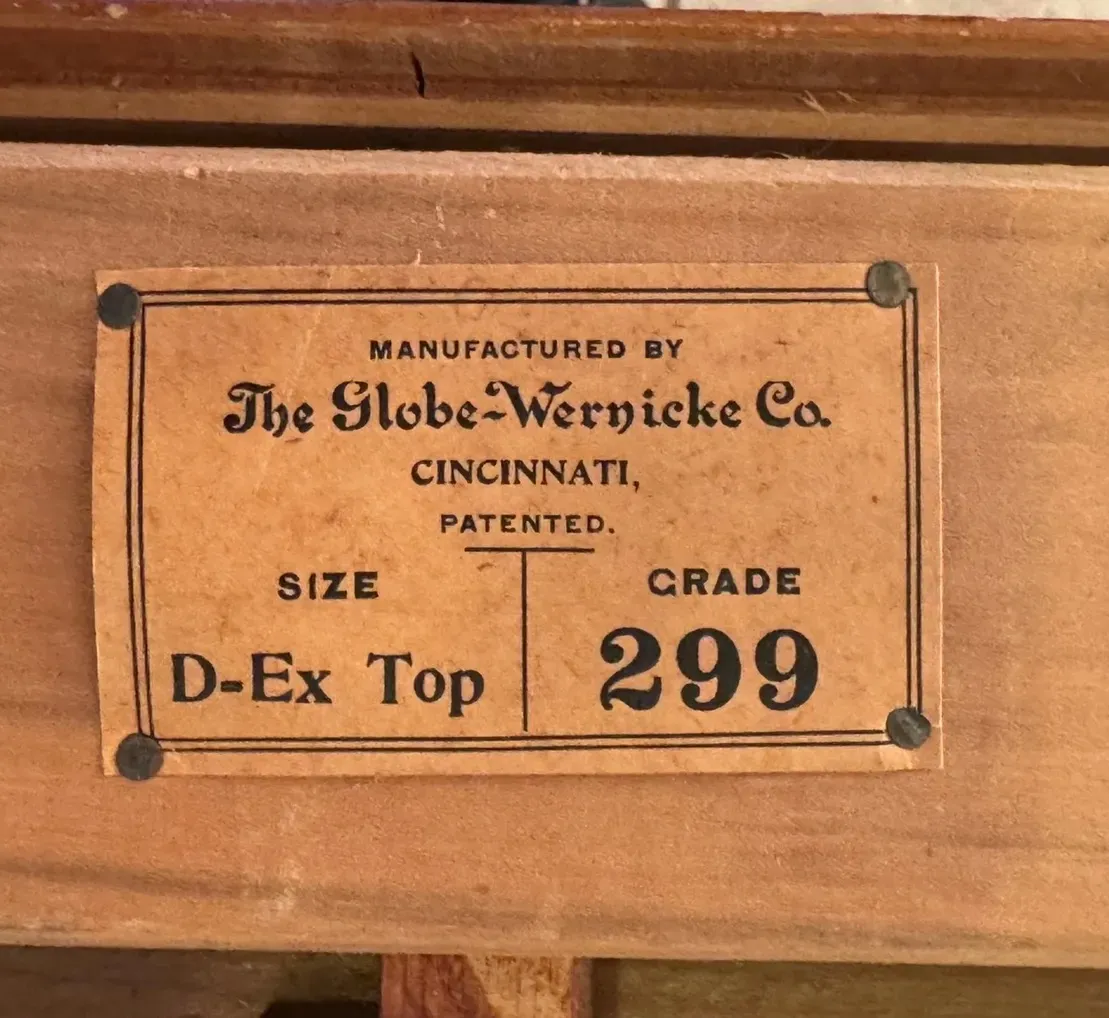 MANUFACTURED BY
The Globe-Wernicke Co.
CINCINNATI,
PATENTED.
SIZE
D-Ex Top
GRADE
299